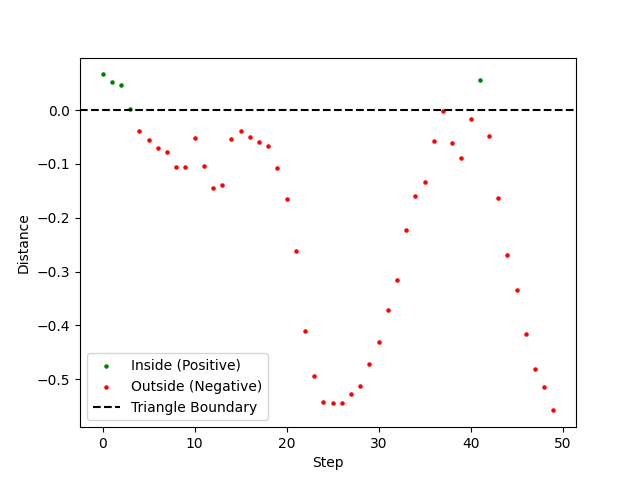 0.0
−0.1
−0.2
−0.3
−0.4
−0.5
Distance
Inside (Positive)
Outside (Negative)
Triangle Boundary
0 10 20 30 40 50
Step